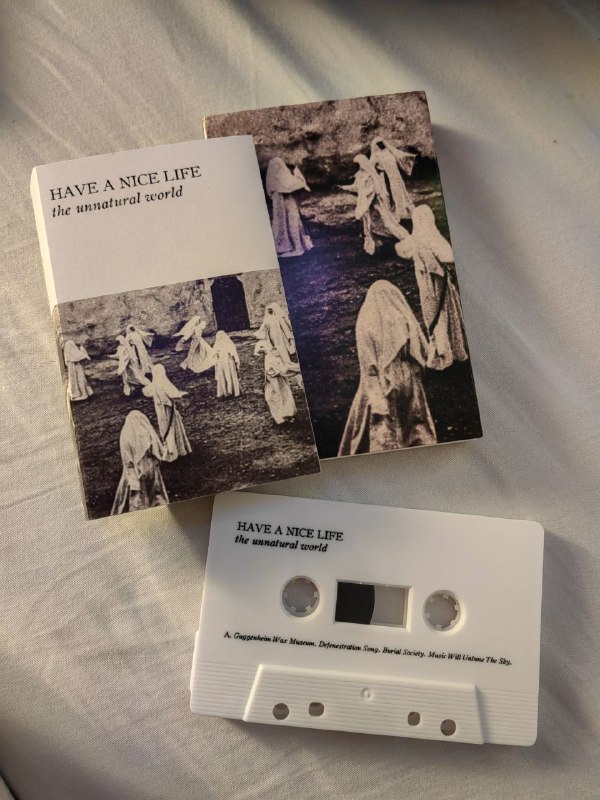 HAVE A NICE LIFE
the unnatural world
HAVE A NICE LIFE
the unnatural world
A. Guggenheim Wax Museum. Defenestration Song. Burial Society. Music Will Untune The Sky.